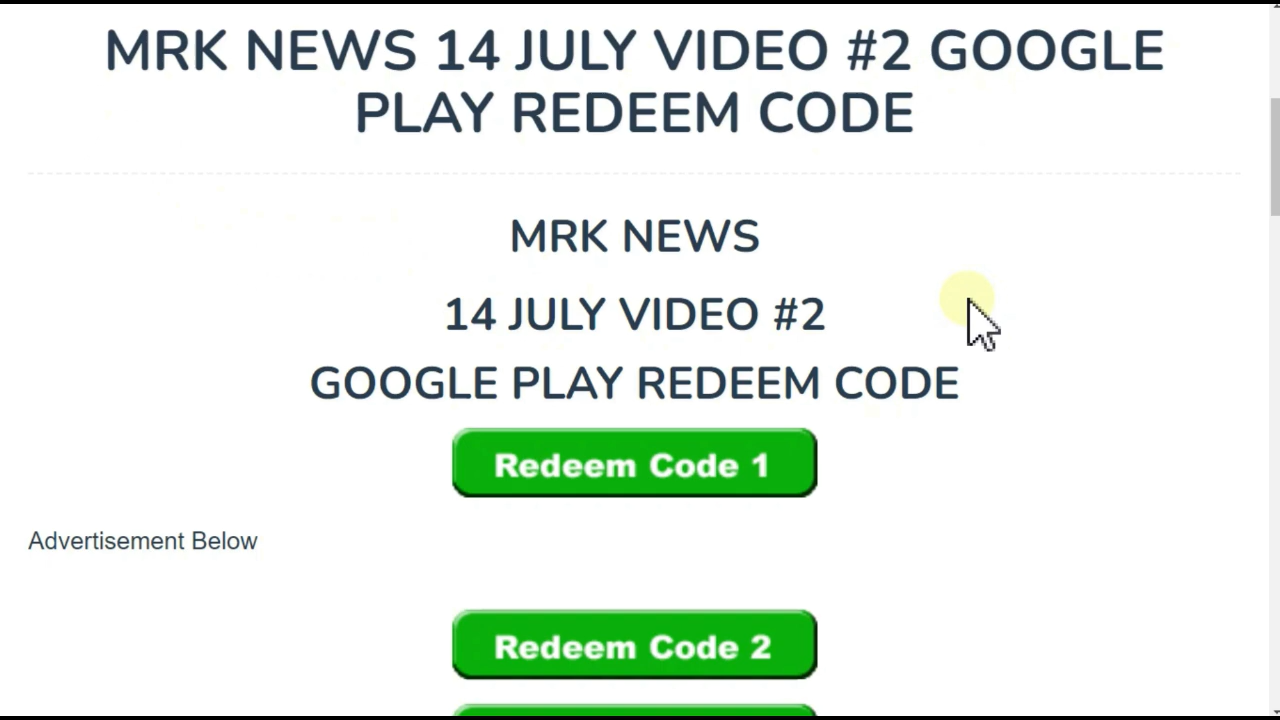 MRK NEWS 14 JULY VIDEO #2 GOOGLE
PLAY REDEEM CODE
MRK NEWS
14 JULY VIDEO #2
GOOGLE PLAY REDEEM CODE
Redeem Code 1
Advertisement Below
Redeem Code 2